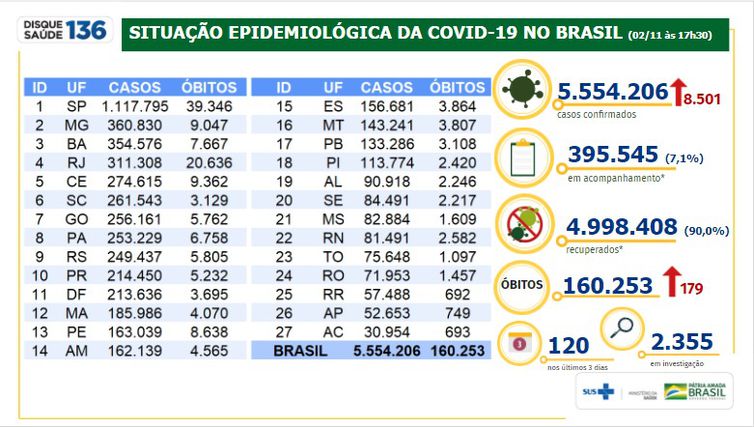 DISQUE
SAÚDE 136
SITUAÇÃO EPIDEMIOLÓGICA DA COVID-19 NO BRASIL (02/11 às 17h30)
ID UF CASOS ÓBITOS
1 SP 1.117.795 39.346
2 MG 360.830 9.047
3 BA 354.576 7.667
4 RJ 311.308 20.636
5 CE 274.615 9.362
6 SC 261.543 3.129
7 GO 256.161 5.762
8 PA 253.229 6.758
9 RS 249.437 5.805
10 PR 214.450 5.232
11 DF 213.636 3.695
12 MA 185.986 4.070
13 PE 163.039 8.638
14 AM 162.139 4.565
ID UF CASOS ÓBITOS
15 ES 156.681 3.864
16 MT 143.241 3.807
17 PB 133.286 3.108
18 PI 113.774 2.420
19 AL 90.918 2.246
20 SE 84.491 2.217
21 MS 82.884 1.609
22 RN 81.491 2.582
23 TO 75.648 1.097
24 RO 71.953 1.457
25 RR 57.488 692
26 AP 52.653 749
27 AC 30.954 693
BRASIL 5.554.206 160.253
5.554.206 8.501
casos confirmados
395.545 (7,1%)
em acompanhamento*
4.998.408 (90,0%)
recuperados*
ÓBITOS 160.253 179
3 120
nos últimos 3 dias
2.355
em investigação
SUS
MINISTÉRIO DA
SAÚDE
PÁTRIA AMADA
BRASIL
GOVERNO FEDERAL